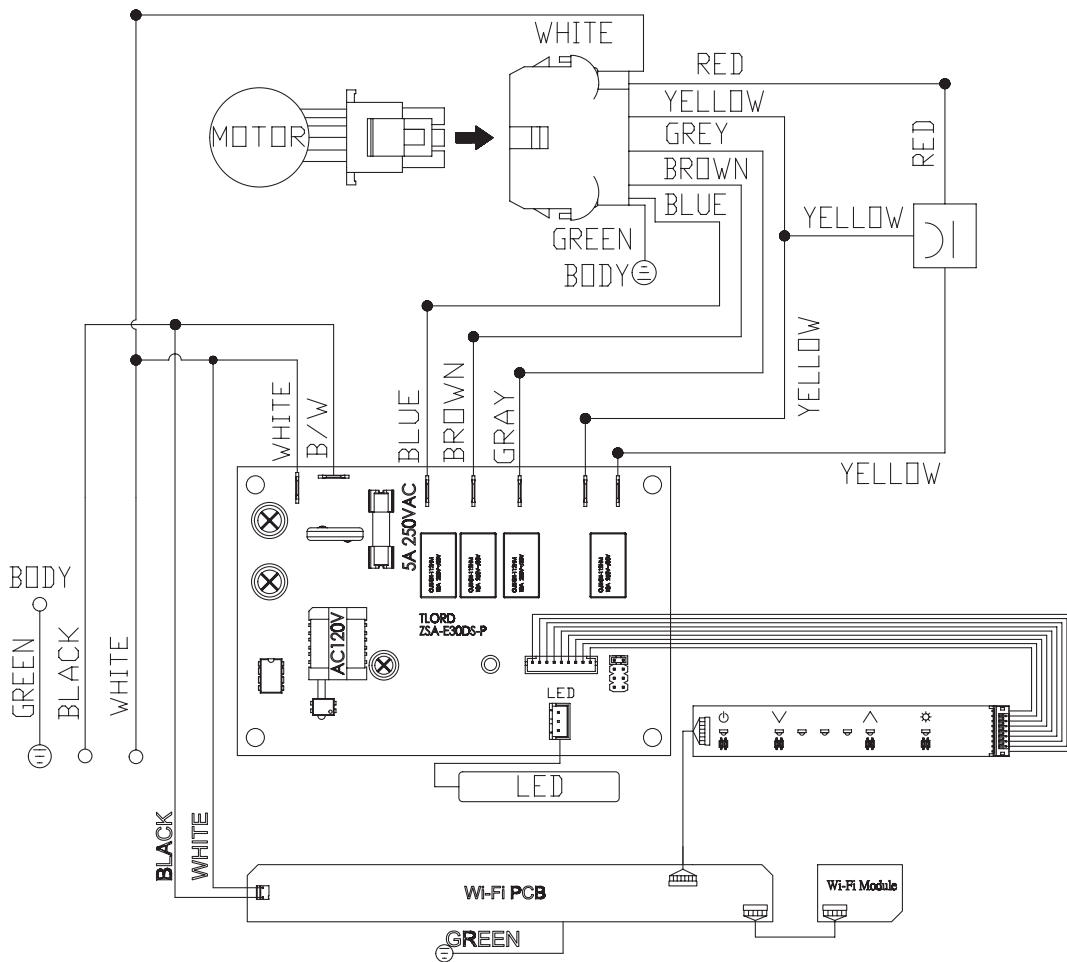 WHITE
RED
MOTOR
YELLOW
GREY
BROWN
BLUE
RED
YELLOW
GREEN
BODY
WHITE
B/W
BLUE
BROWN
GRAY
YELLOW
YELLOW
5A 250VAC
BODY
GREEN
BLACK
WHITE
TLORD
ZSA-E30DS-P
AC120V
LED
LED
BLACK
WHITE
Wi-Fi PCB
Wi-Fi Module
GREEN